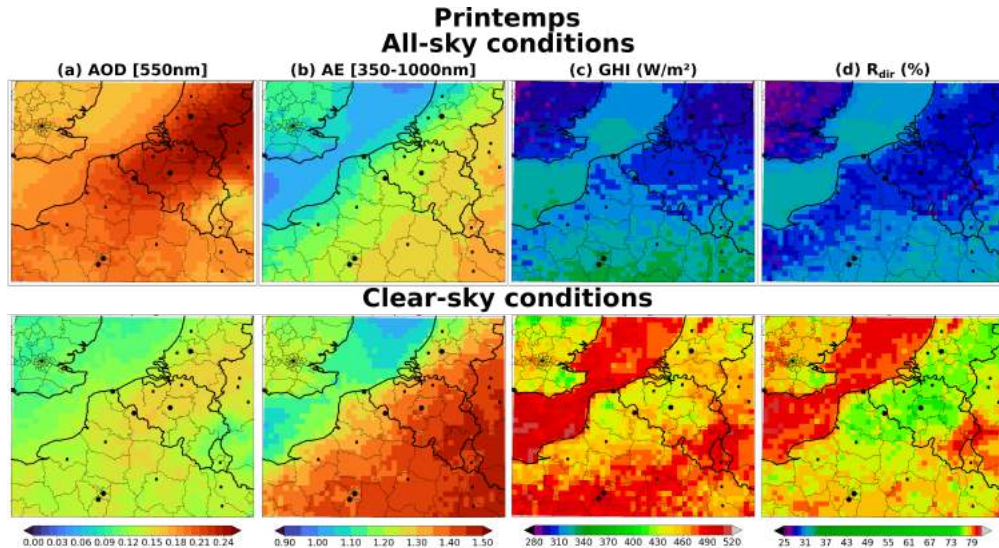 Printemps
All-sky conditions
(a) AOD [550nm] (b) AE [350-1000nm] (c) GHI (W/m²) (d) R_dir (%)
Clear-sky conditions
0.00 0.03 0.06 0.09 0.12 0.15 0.18 0.21 0.24 0.90 1.00 1.10 1.20 1.30 1.40 1.50 280 310 340 370 400 430 460 490 520 25 31 37 43 49 55 61 67 73 79